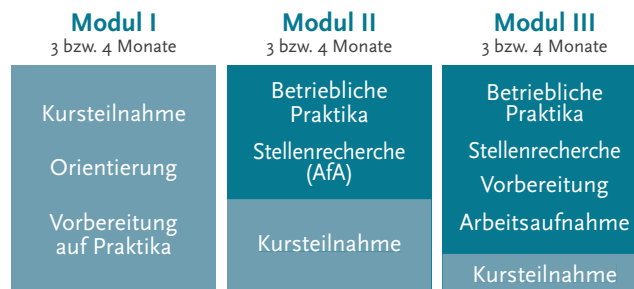 Modul I
3 bzw. 4 Monate
Kursteilnahme
Orientierung
Vorbereitung
auf Praktika
Modul II
3 bzw. 4 Monate
Betriebliche
Praktika
Stellenrecherche
(AfA)
Kursteilnahme
Modul III
3 bzw. 4 Monate
Betriebliche
Praktika
Stellenrecherche
Vorbereitung
Arbeitsaufnahme
Kursteilnahme